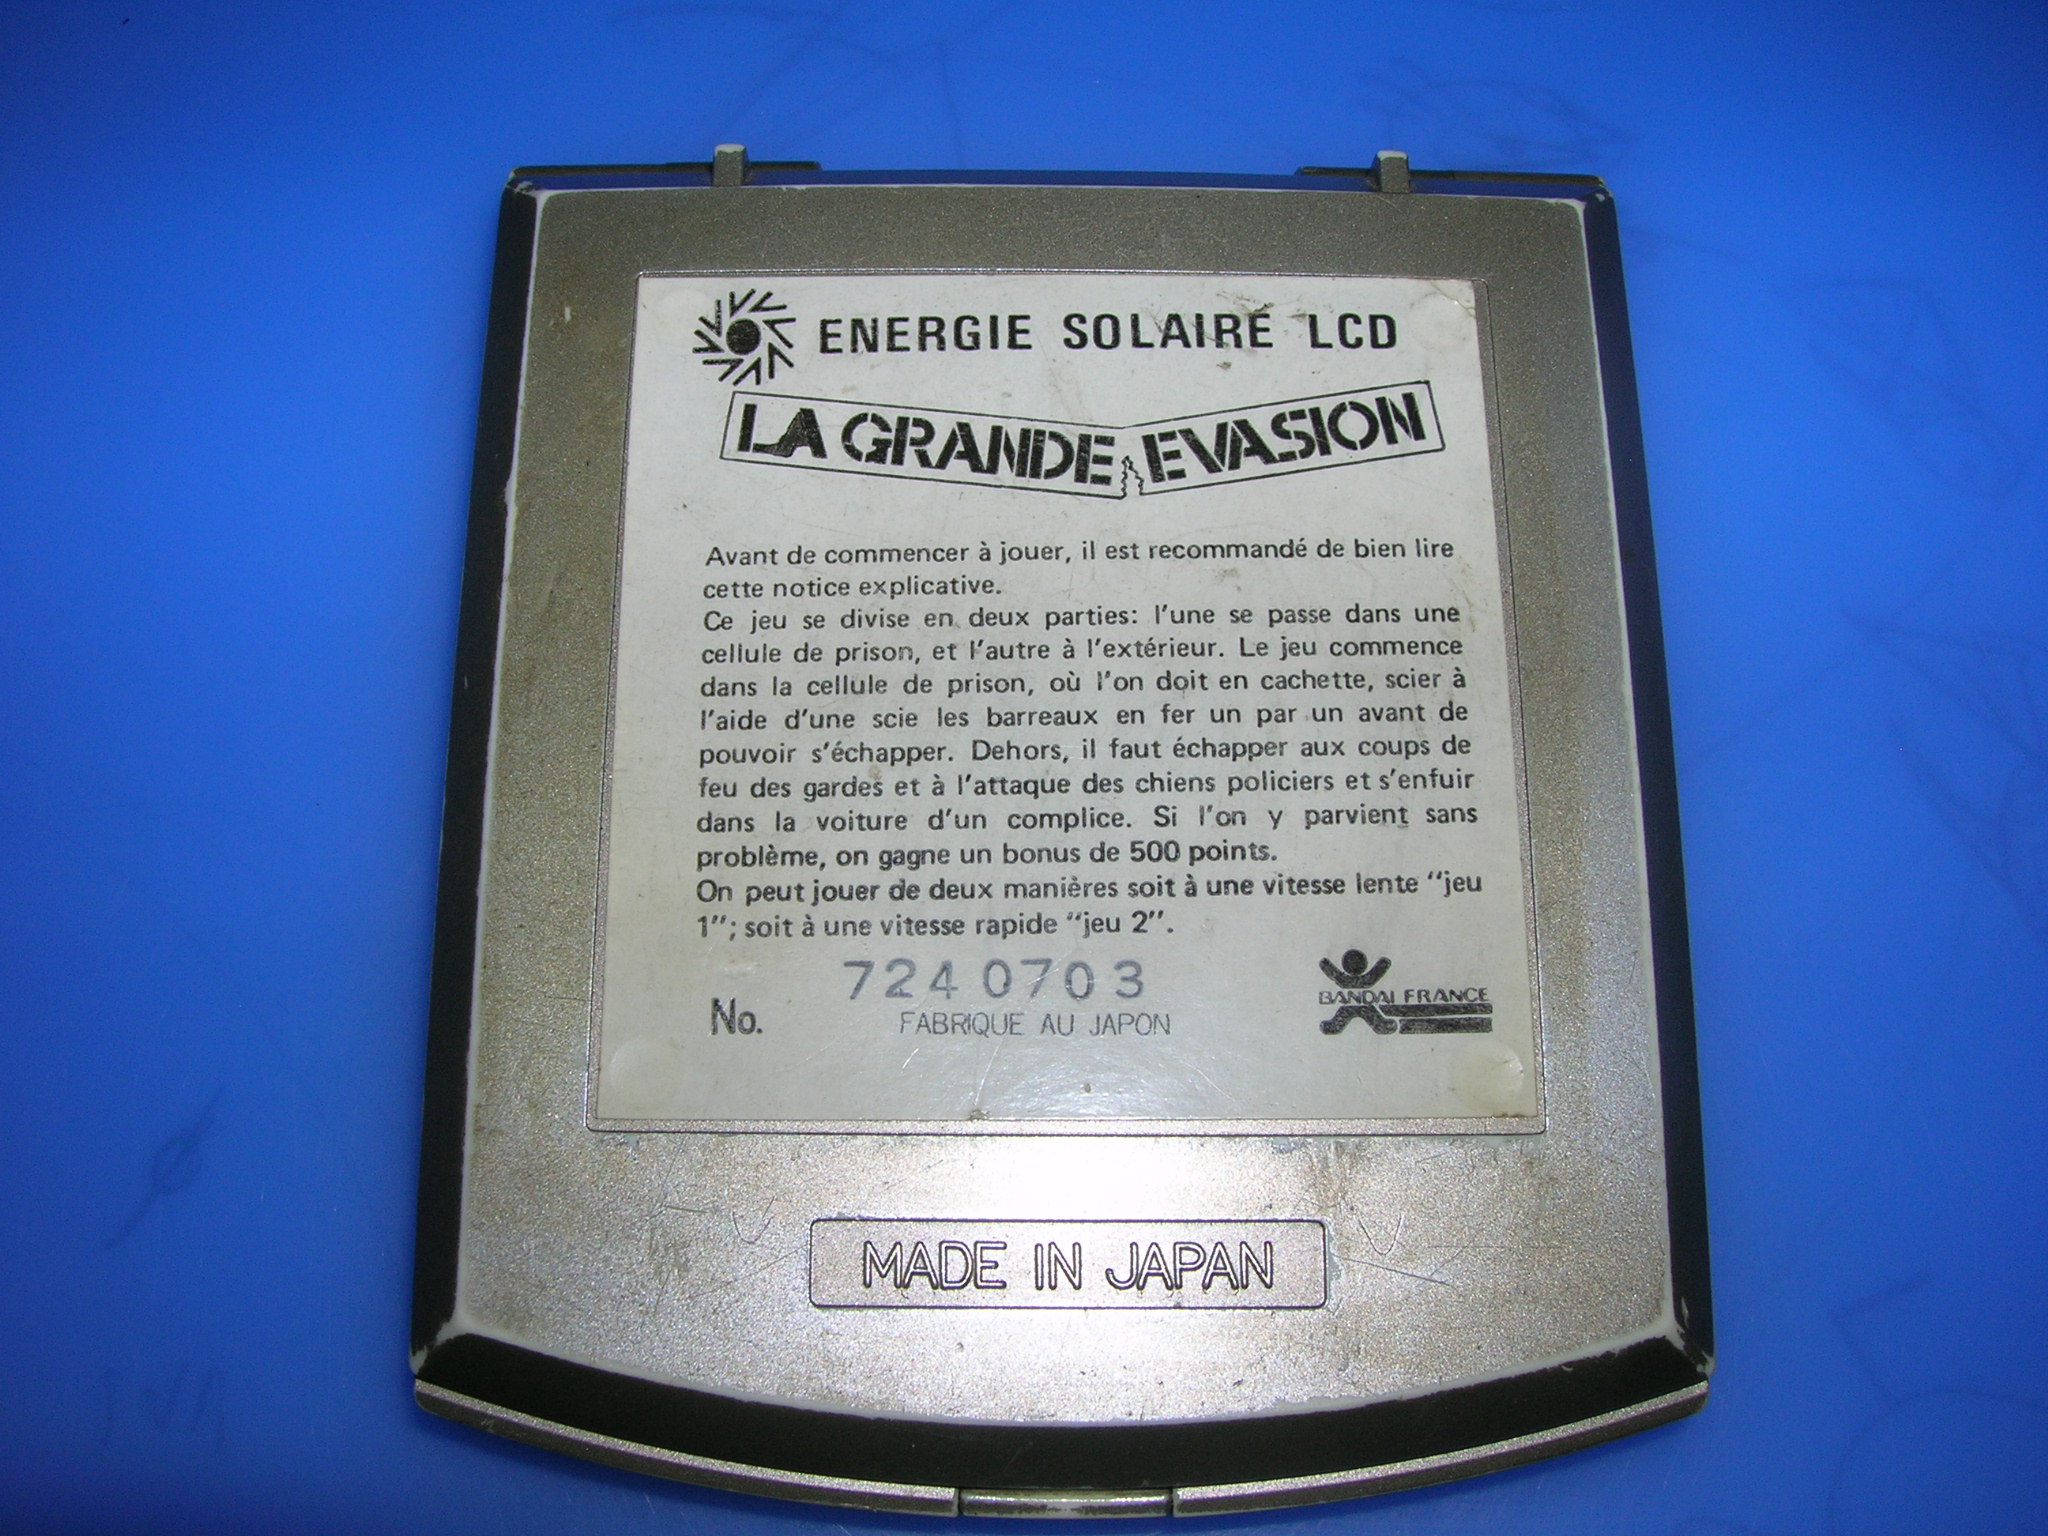 ENERGIE SOLAIRE LCD
LA GRANDE EVASION
Avant de commencer à jouer, il est recommandé de bien lire
cette notice explicative.
Ce jeu se divise en deux parties: l'une se passe dans une
cellule de prison, et l'autre à l'extérieur. Le jeu commence
dans la cellule de prison, où l'on doit en cachette, scier à
l'aide d'une scie les barreaux en fer un par un avant de
pouvoir s'échapper. Dehors, il faut échapper aux coups de
feu des gardes et à l'attaque des chiens policiers et s'enfuir
dans la voiture d'un complice. Si l'on y parvient sans
problème, on gagne un bonus de 500 points.
On peut jouer de deux manières soit à une vitesse lente "jeu
1"; soit à une vitesse rapide "jeu 2".
No. 7240703
FABRIQUE AU JAPON
BANDAI FRANCE
MADE IN JAPAN